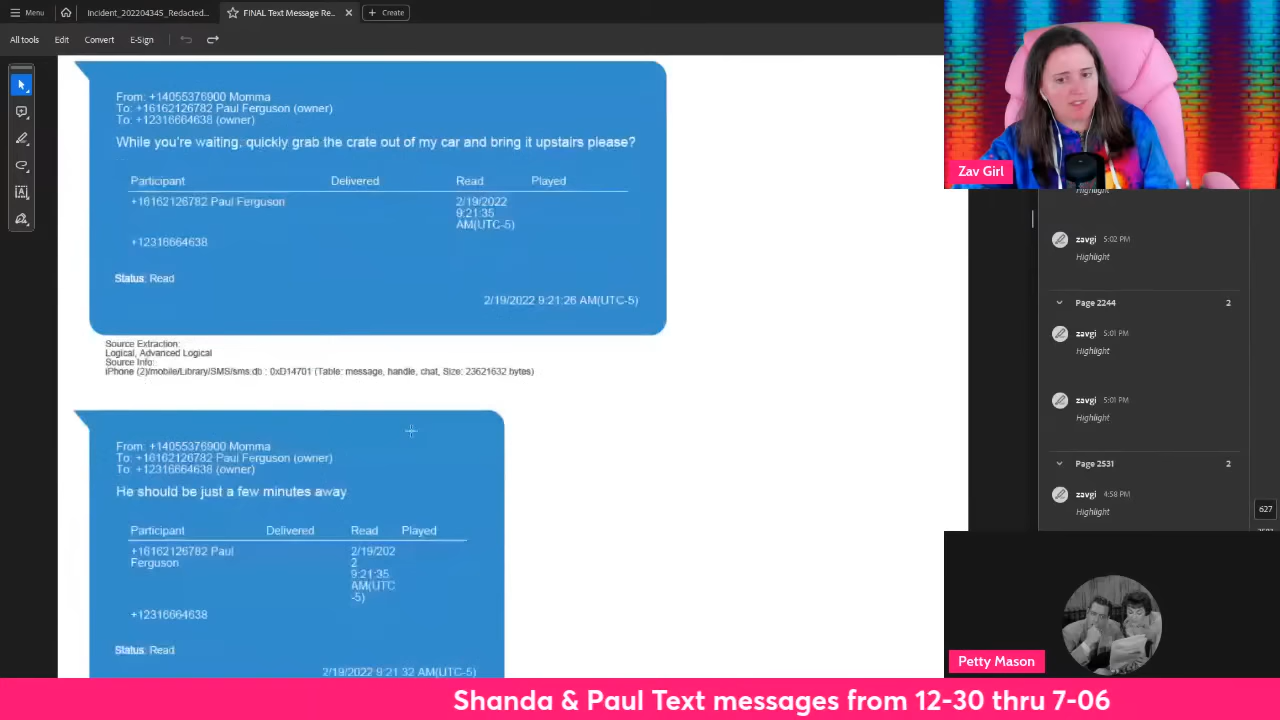 Menu
Incident_20220434S_Redacted...
FINAL Text Message Re...
Create
All tools
Edit
Convert
E-Sign
From: +14055376900 Momma
To: +16162126782 Paul Ferguson (owner)
To: +12316664638 (owner)
While you're waiting, quickly grab the crate out of my car and bring it upstairs please?
Participant Delivered Read Played
+16162126782 Paul Ferguson 2/19/2022
9:21:35
AM(UTC-5)
+12316664638
Status: Read
2/19/2022 9:21:26 AM(UTC-5)
Source Extraction:
Logical, Advanced Logical
Source Info:
iPhone (2)/mobile/Library/SMS/sms.db : 0xD14701 (Table: message, handle, chat, Size: 23621632 bytes)
From: +14055376900 Momma
To: +16162126782 Paul Ferguson (owner)
To: +12316664638 (owner)
He should be just a few minutes away
Participant Delivered Read Played
+16162126782 Paul 2/19/202
Ferguson 2
9:21:35
AM(UTC
-5)
+12316664638
Status: Read
2/19/2022 9:21:32 AM(UTC-5)
Zav Girl
Highlight
zavgi 5:02 PM
Highlight
Page 2244 2
zavgi 5:01 PM
Highlight
zavgi 5:01 PM
Highlight
Page 2531 2
zavgi 4:58 PM
Highlight
627
Petty Mason
Shanda & Paul Text messages from 12-30 thru 7-06